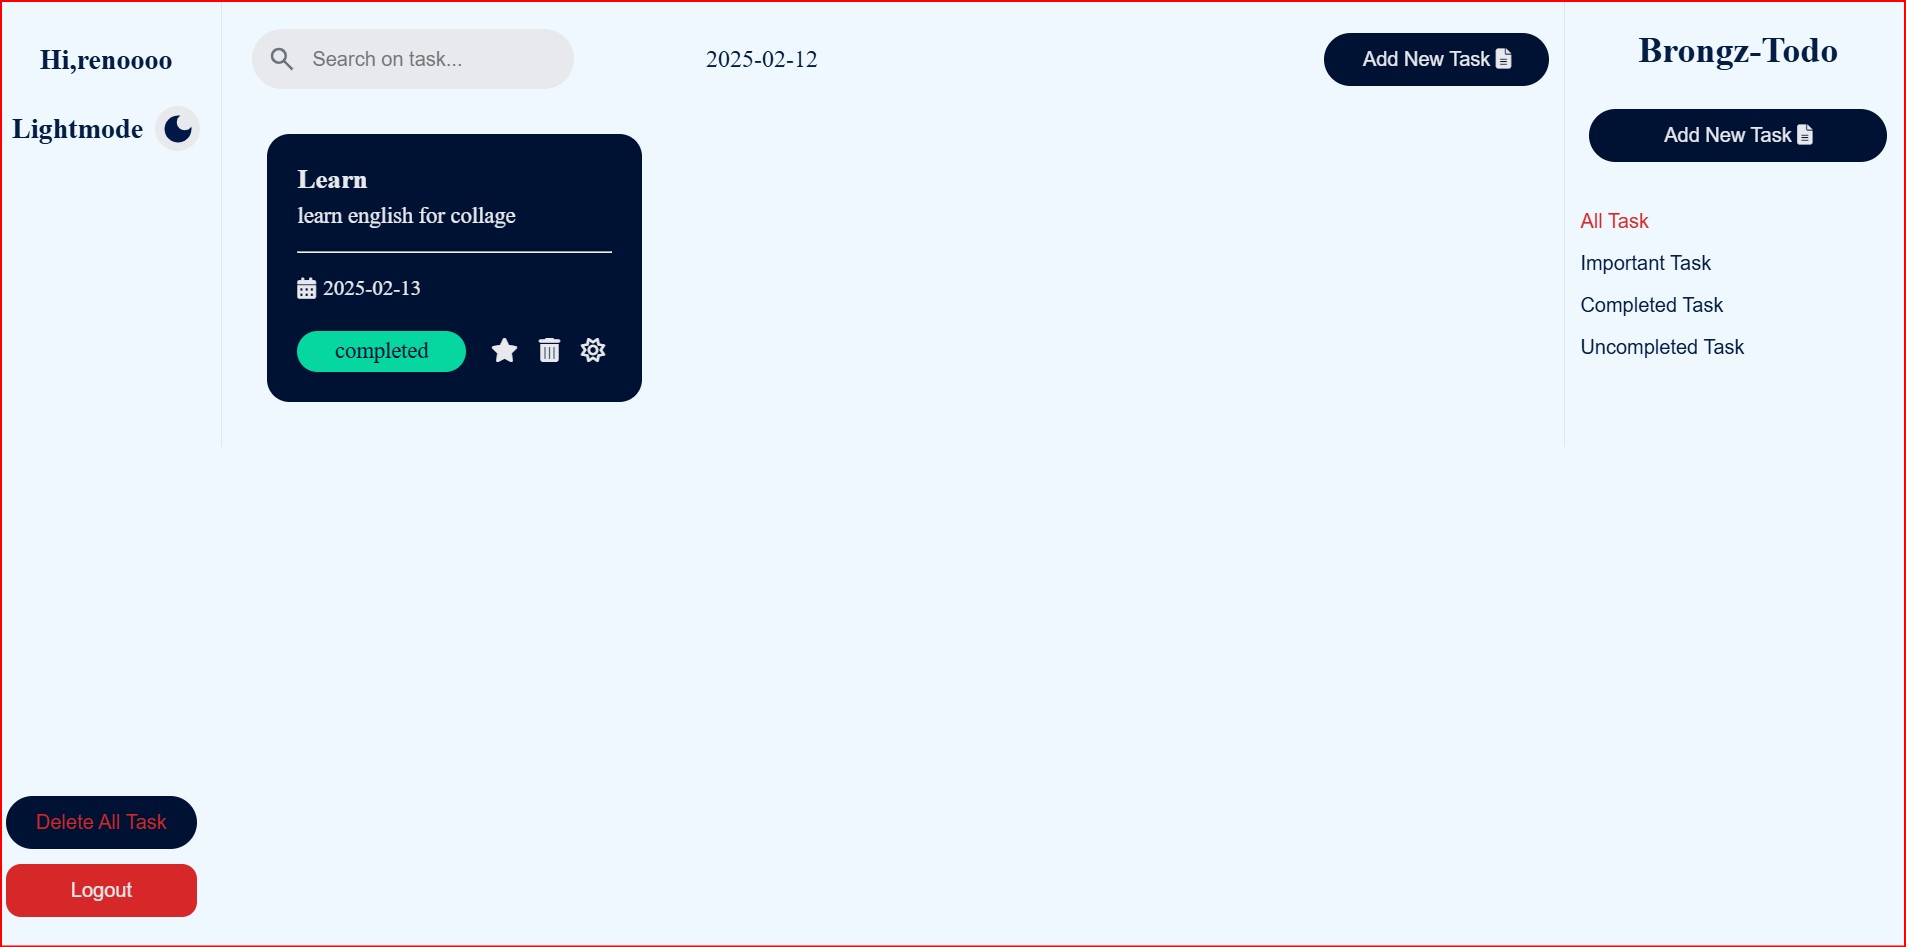 Hi,renoooo
Lightmode
Delete All Task
Logout
Search on task...
2025-02-12
Add New Task
Learn
learn english for collage
2025-02-13
completed
Brongz-Todo
Add New Task
All Task
Important Task
Completed Task
Uncompleted Task